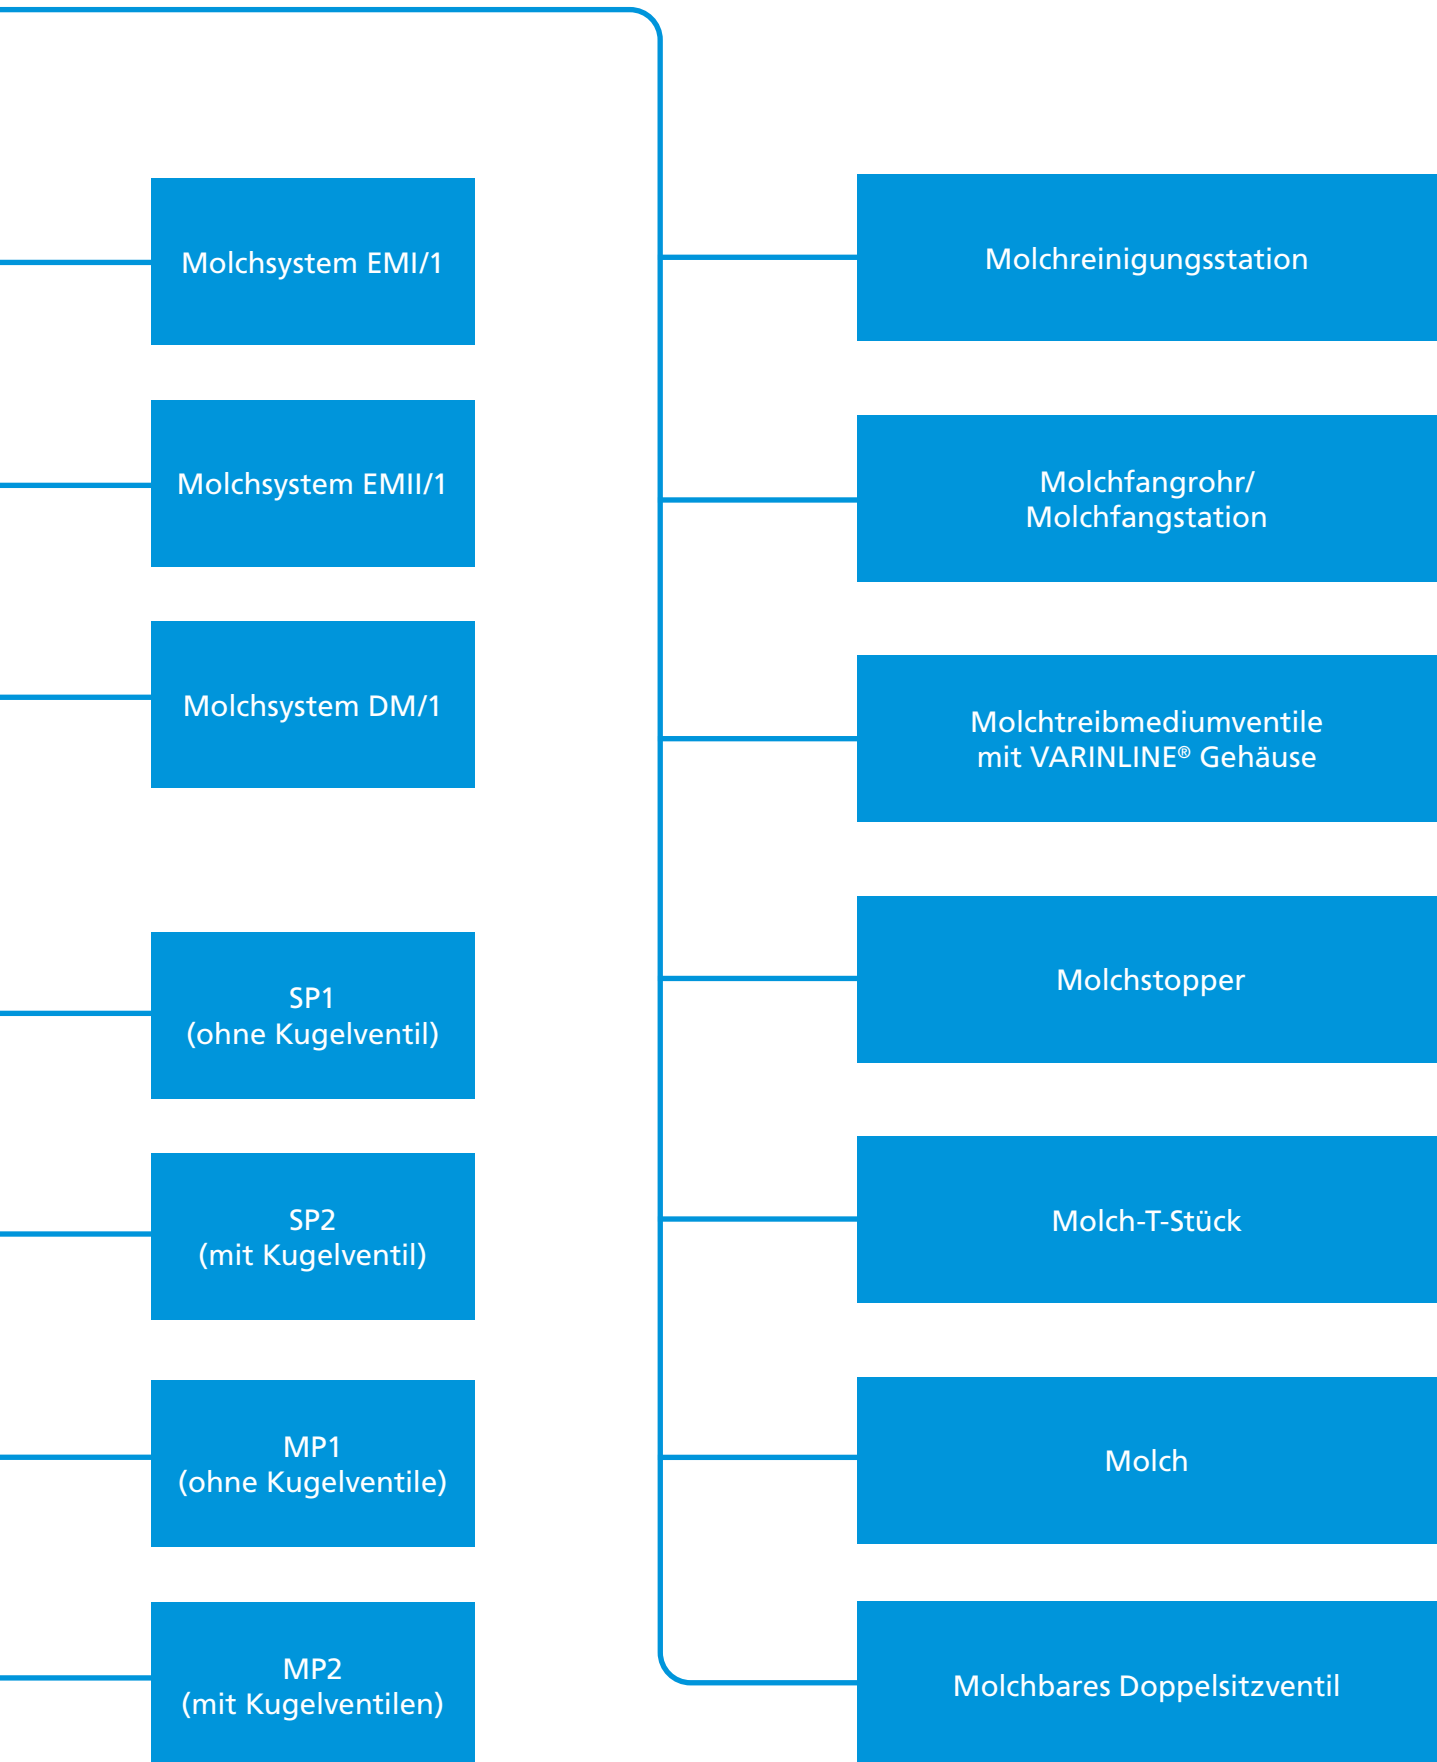 Molchsystem EMI/1
Molchsystem EMII/1
Molchsystem DM/1
SP1
(ohne Kugelventil)
SP2
(mit Kugelventil)
MP1
(ohne Kugelventile)
MP2
(mit Kugelventilen)
Molchreinigungsstation
Molchfangrohr/
Molchfangstation
Molchtreibmediumventile
mit VARINLINE® Gehäuse
Molchstopper
Molch-T-Stück
Molch
Molchbares Doppelsitzventil